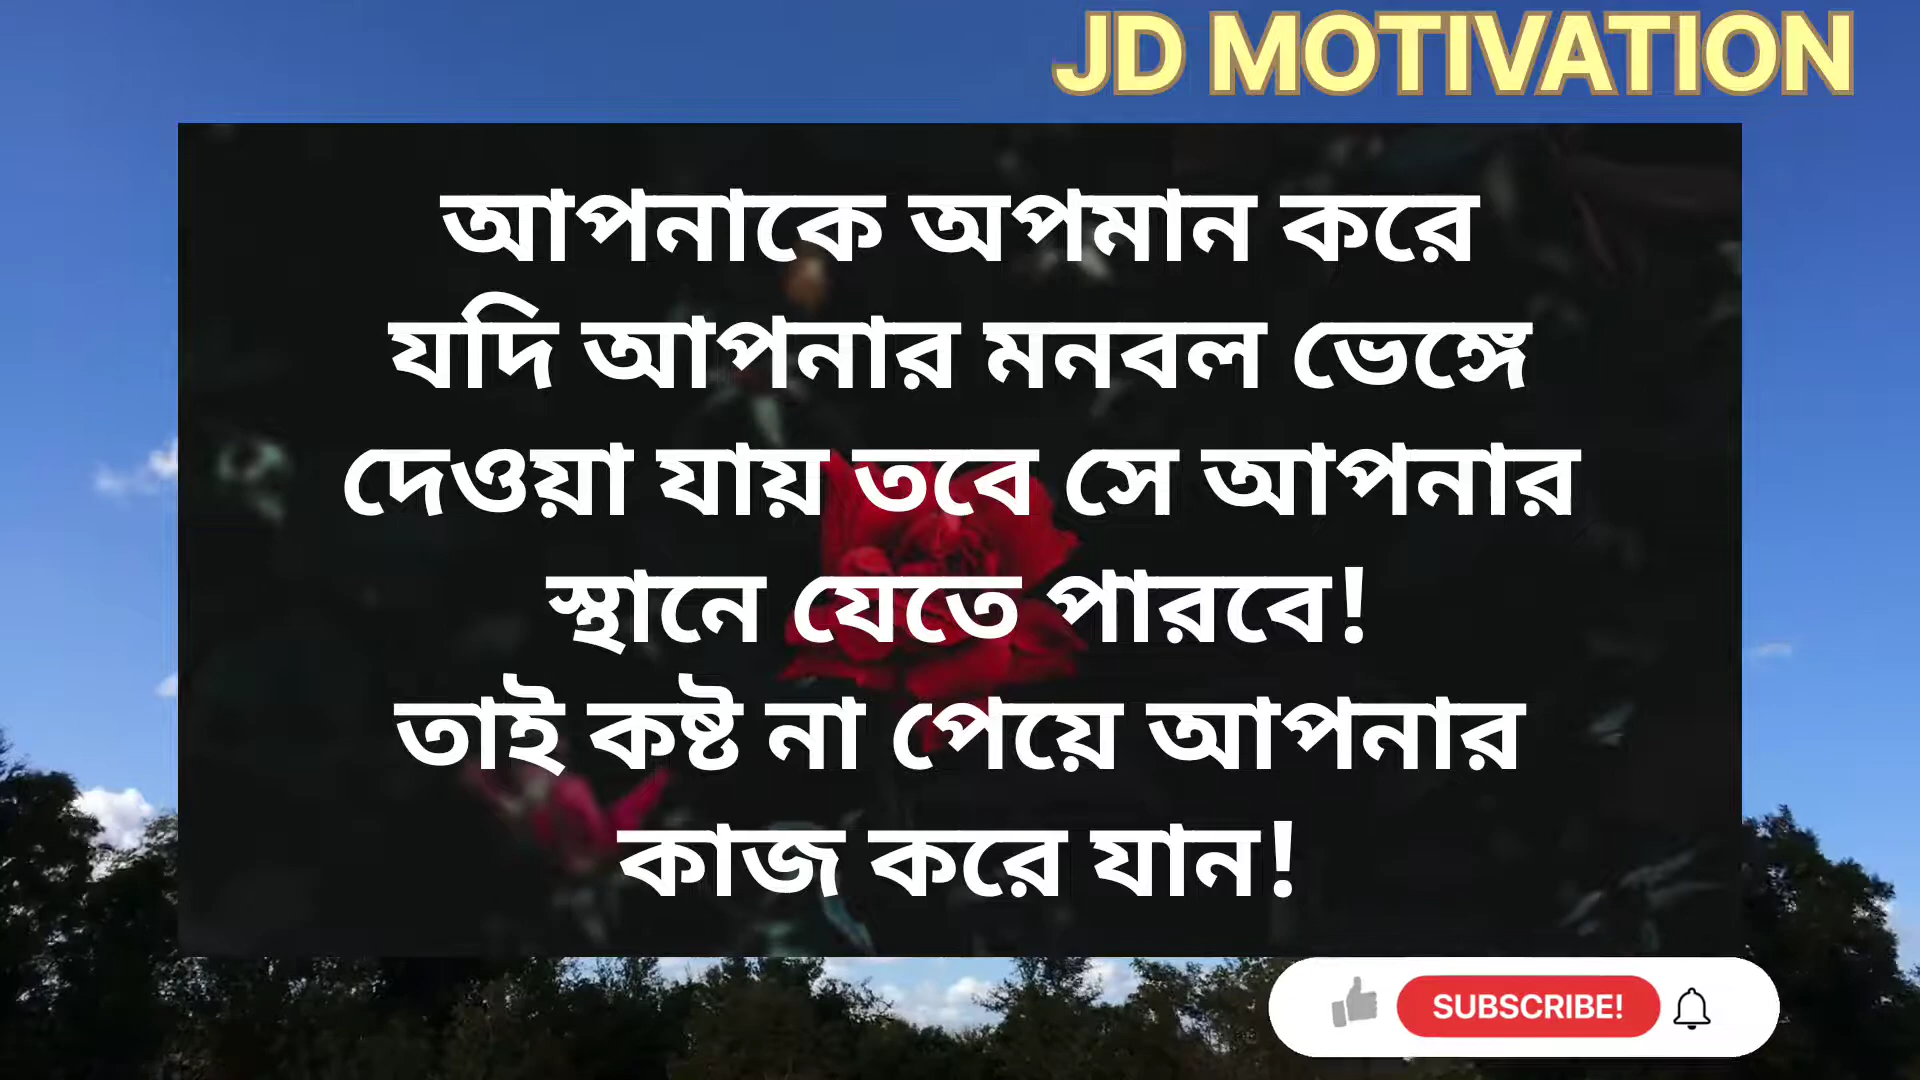 JD MOTIVATION
আপনাকে অপমান করে
যদি আপনার মনবল ভেঙ্গে
দেওয়া যায় তবে সে আপনার
স্থানে যেতে পারবে!
তাই কষ্ট না পেয়ে আপনার
কাজ করে যান!
SUBSCRIBE!